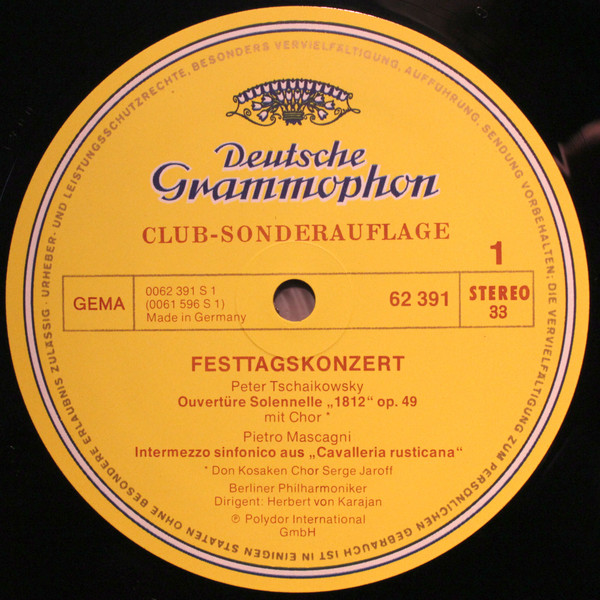 Deutsche
Grammophon
CLUB-SONDERAUFLAGE
1
GEMA
0062 391 S 1
(0061 596 S 1)
Made in Germany
62 391
STEREO
33
FESTTAGSKONZERT
Peter Tschaikowsky
Ouvertüre Solennelle „1812“ op. 49
mit Chor *
Pietro Mascagni
Intermezzo sinfonico aus „Cavalleria rusticana“
* Don Kosaken Chor Serge Jaroff
Berliner Philharmoniker
Dirigent: Herbert von Karajan
℗ Polydor International
GmbH
URHEBER- UND LEISTUNGSSCHUTZRECHTE, BESONDERS VERVIELFÄLTIGUNG, AUFFÜHRUNG, SENDUNG VORBEHALTEN; DIE VERVIELFÄLTIGUNG ZUM PERSÖNLICHEN GEBRAUCH IST IN EINIGEN STAATEN OHNE BESONDERE ERLAUBNIS ZULÄSSIG ·